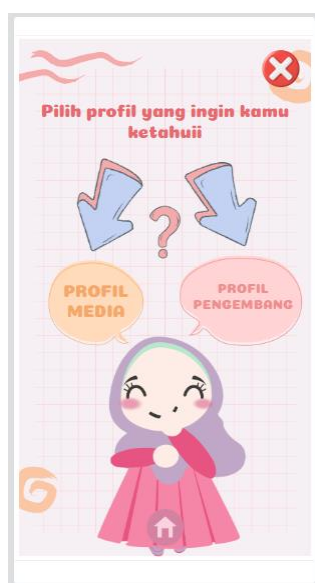 Pilih profil yang ingin kamu
ketahuii
?
PROFIL
MEDIA
PROFIL
PENGEMBANG